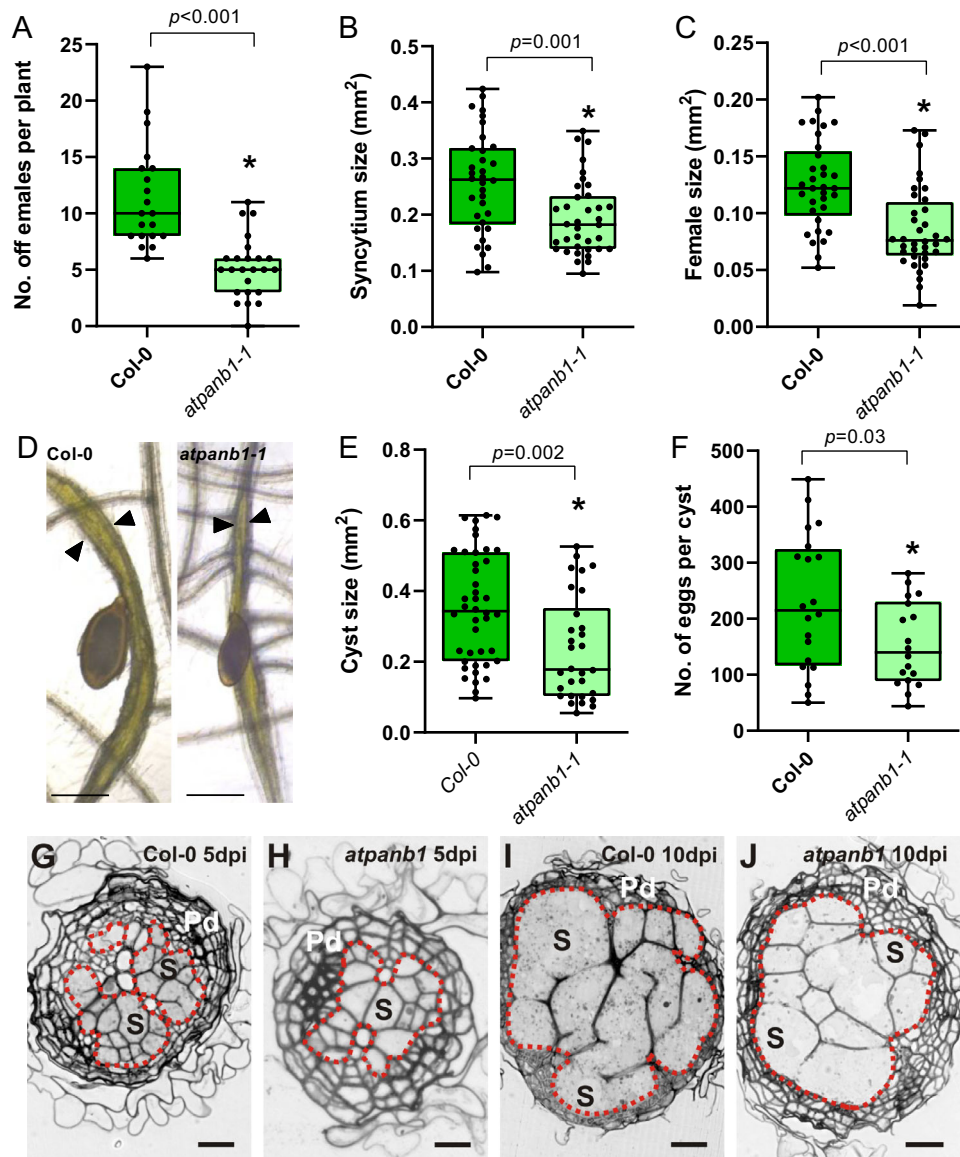 A
p<0.001
No. off emales per plant
25
20
15
10
5
0
Col-0
atpanb1-1
*
B
p=0.001
Syncytium size (mm²)
0.5
0.4
0.3
0.2
0.1
0.0
Col-0
atpanb1-1
*
C
p<0.001
Female size (mm²)
0.20
0.15
0.10
0.05
0.00
Col-0
atpanb1-1
*
D
Col-0
atpanb1-1
E
p=0.002
Cyst size (mm²)
0.8
0.6
0.4
0.2
0.0
Col-0
atpanb1-1
*
F
p=0.03
No. of eggs per cyst
500
400
300
200
100
0
Col-0
atpanb1-1
*
G
Col-0 5dpi
Pd
S
S
H
atpanb1 5dpi
Pd
S
I
Col-0 10dpi
Pd
S
S
J
atpanb1 10dpi
Pd
S
S